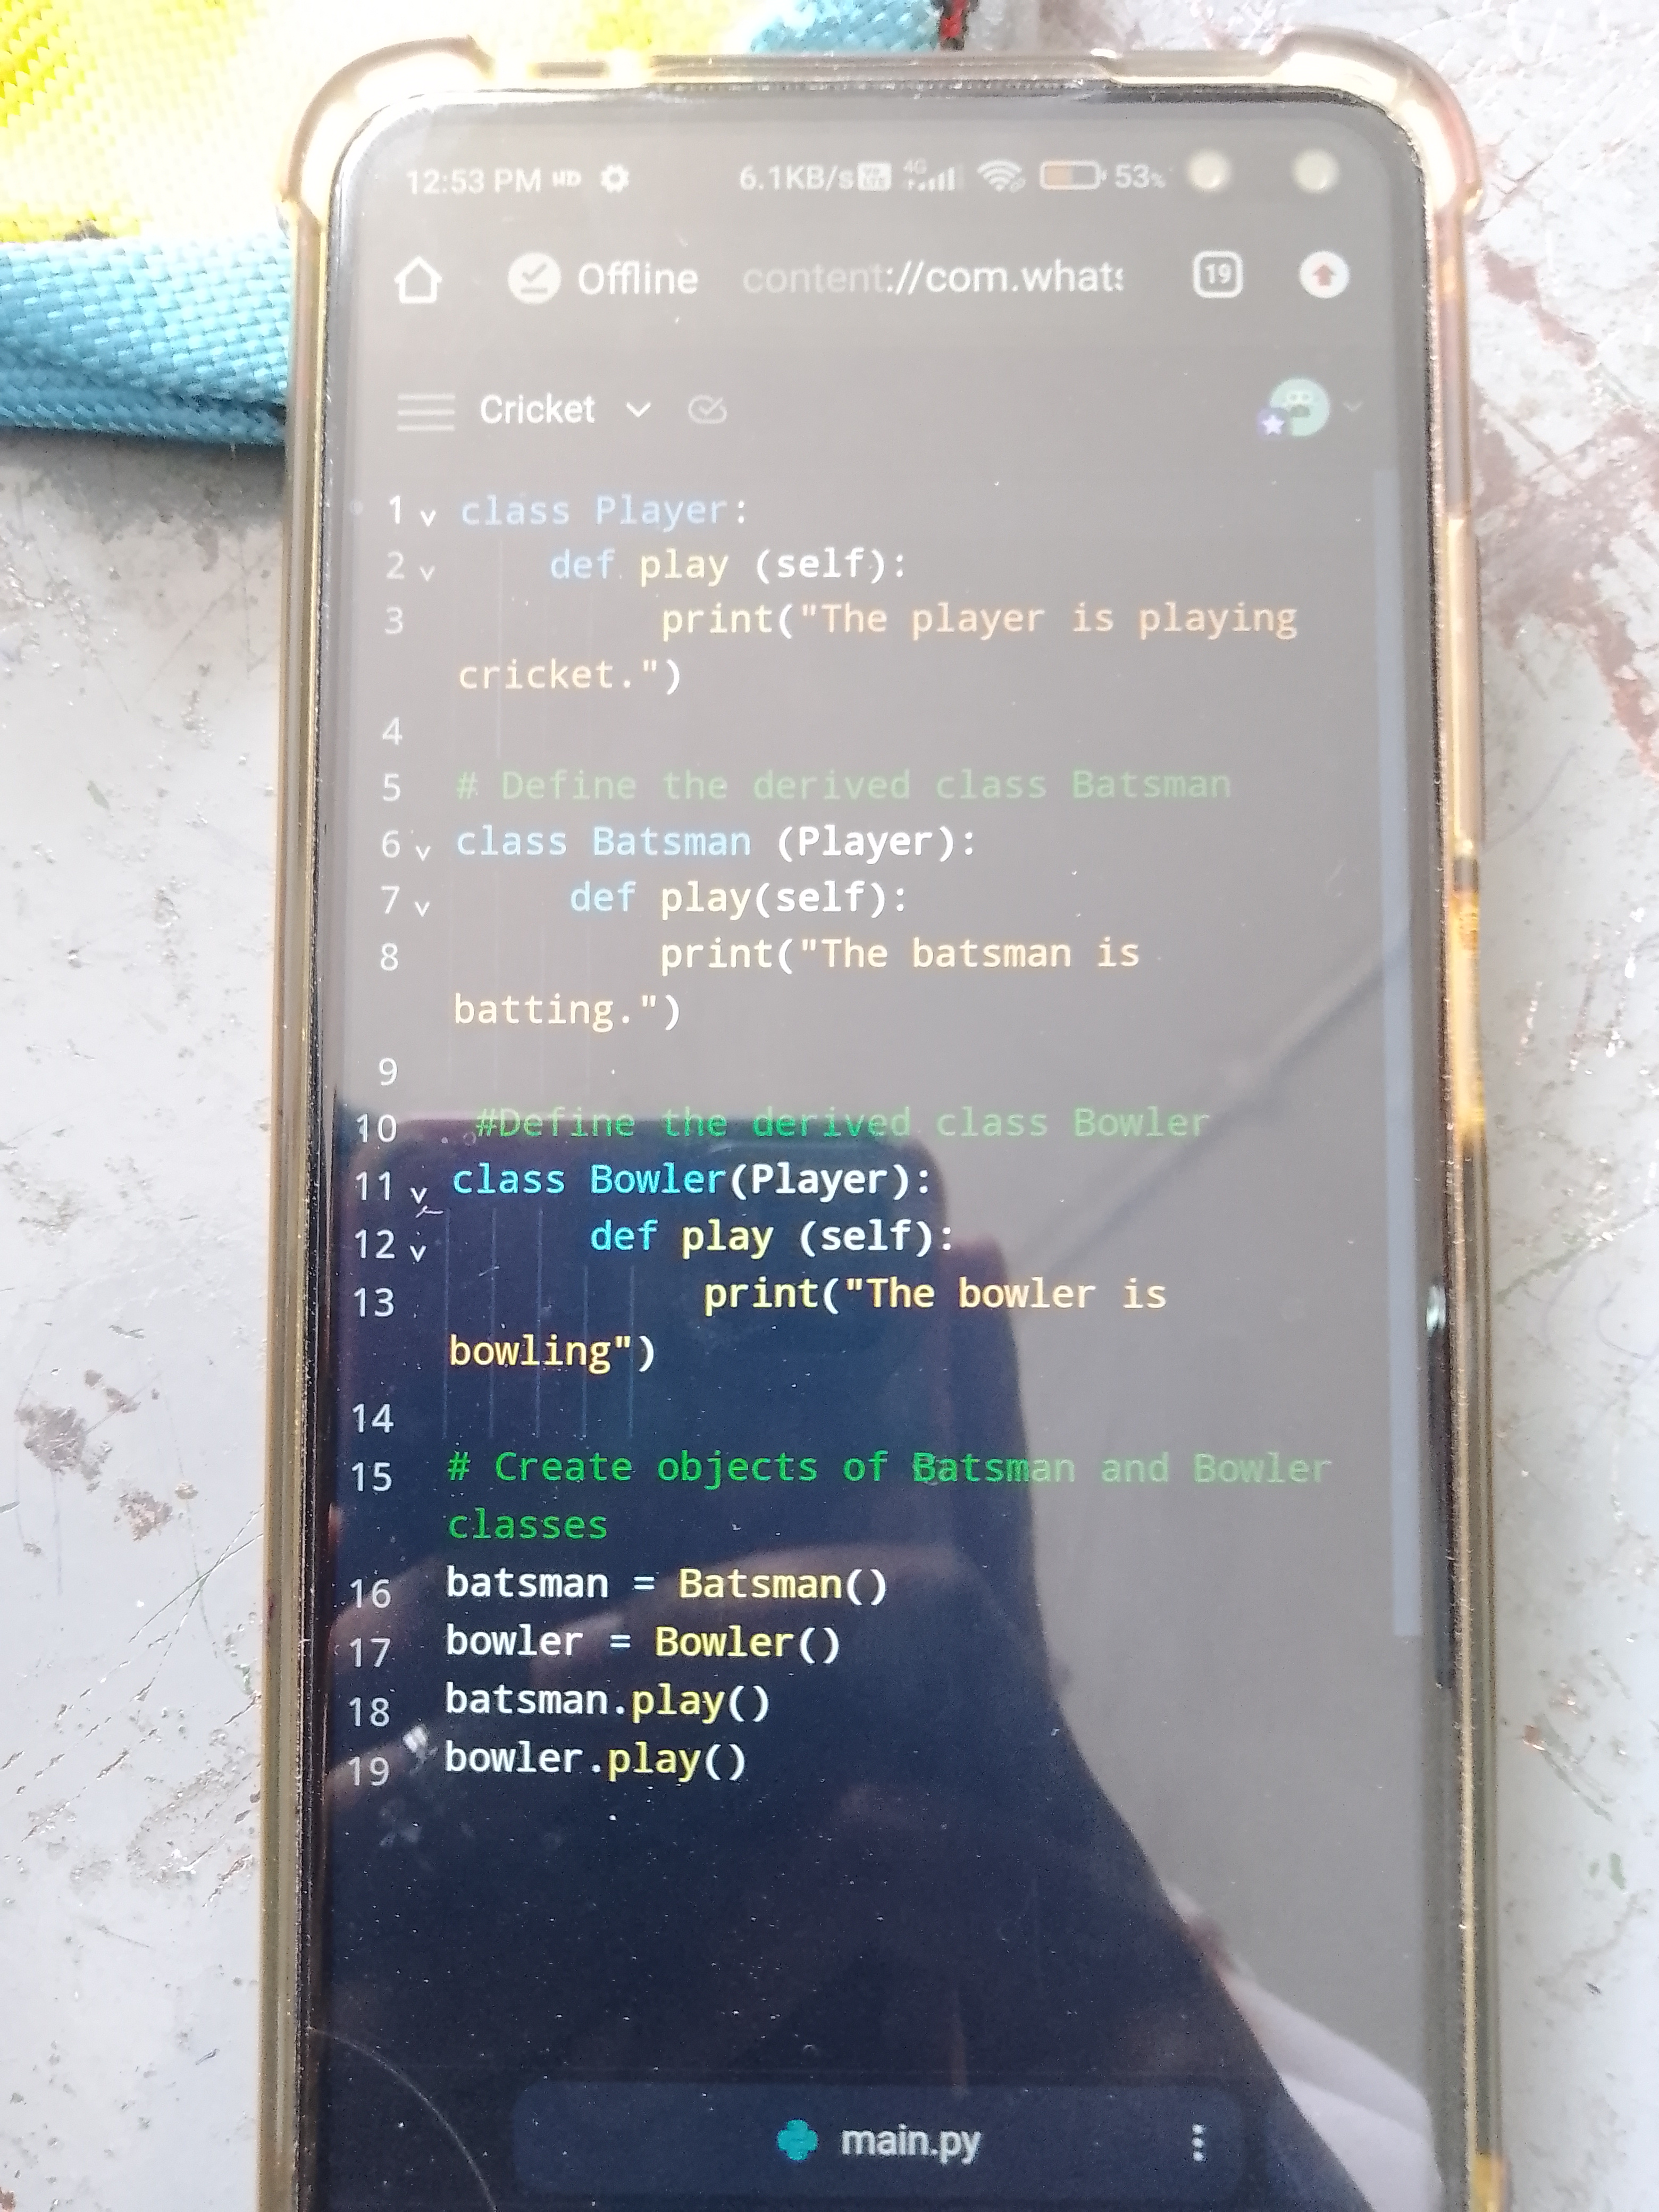 12:53 PM HD 6.1KB/s Vo LTE 4G 53%
Offline content://com.whats 19
Cricket
1 class Player:
2 def play (self):
3 print("The player is playing
cricket.")
4
5 # Define the derived class Batsman
6 class Batsman (Player):
7 def play(self):
8 print("The batsman is
batting.")
9
10 #Define the derived class Bowler
11 class Bowler(Player):
12 def play (self):
13 print("The bowler is
bowling")
14
15 # Create objects of Batsman and Bowler
classes
16 batsman = Batsman()
17 bowler = Bowler()
18 batsman.play()
19 bowler.play()
main.py